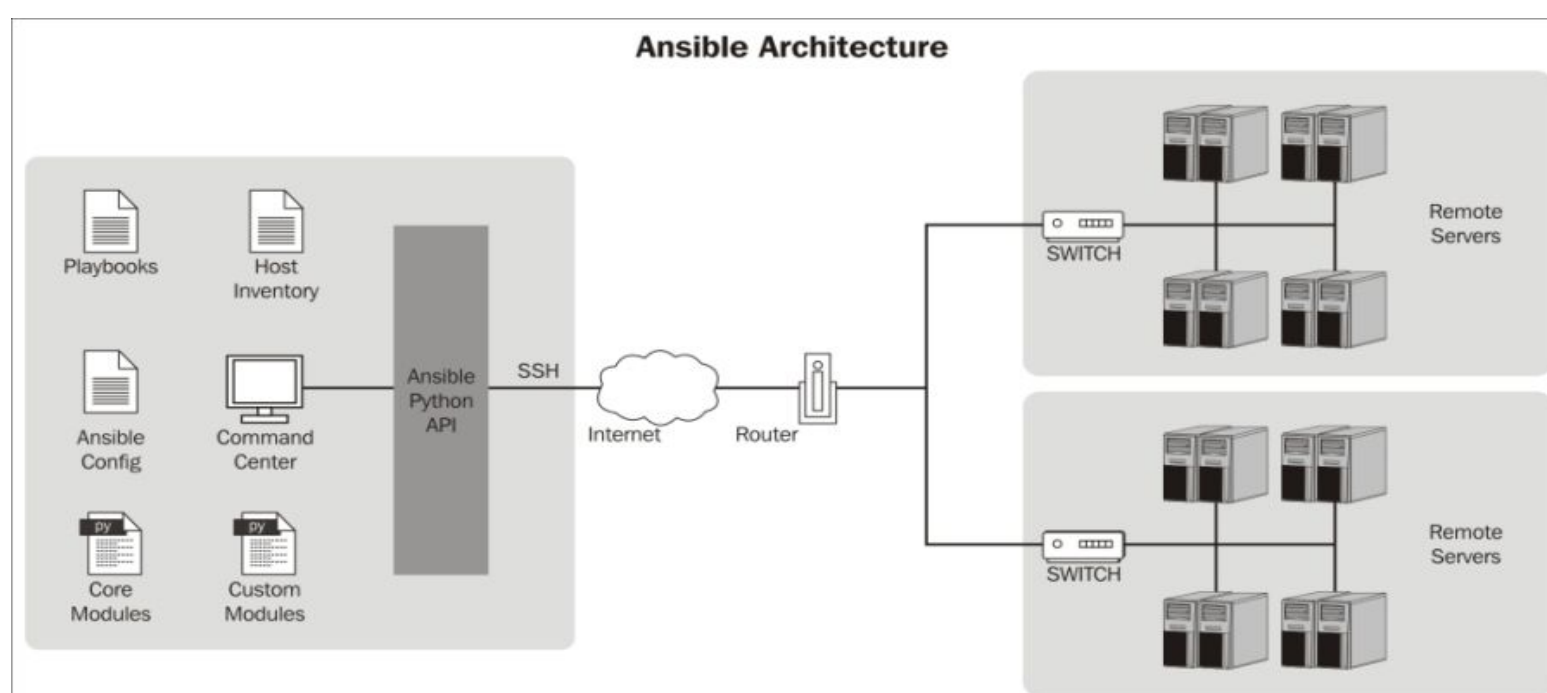 Ansible Architecture
Playbooks
Host
Inventory
Ansible
Config
Command
Center
py
Core
Modules
py
Custom
Modules
Ansible
Python
API
SSH
Internet
Router
SWITCH
Remote
Servers
SWITCH
Remote
Servers